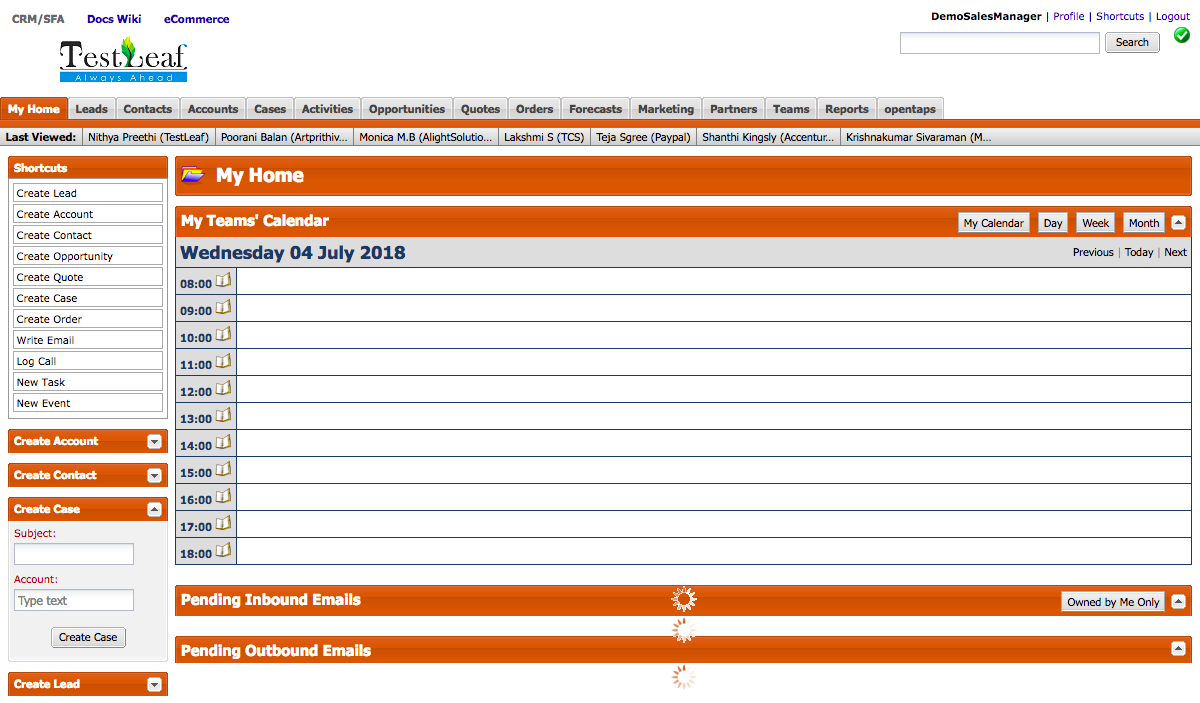 CRM/SFA Docs Wiki eCommerce
DemoSalesManager | Profile | Shortcuts | Logout
Search
TestLeaf
Always Ahead
My Home Leads Contacts Accounts Cases Activities Opportunities Quotes Orders Forecasts Marketing Partners Teams Reports opentaps
Last Viewed: Nithya Preethi (TestLeaf) Poorani Balan (Artprithiv... Monica M.B (AlightSolutio... Lakshmi S (TCS) Teja Sgree (Paypal) Shanthi Kingsly (Accentur... Krishnakumar Sivaraman (M...
Shortcuts
Create Lead
Create Account
Create Contact
Create Opportunity
Create Quote
Create Case
Create Order
Write Email
Log Call
New Task
New Event
Create Account
Create Contact
Create Case
Subject:
Account:
Type text
Create Case
Create Lead
My Home
My Teams' Calendar
My Calendar Day Week Month
Wednesday 04 July 2018
Previous | Today | Next
08:00
09:00
10:00
11:00
12:00
13:00
14:00
15:00
16:00
17:00
18:00
Pending Inbound Emails
Owned by Me Only
Pending Outbound Emails